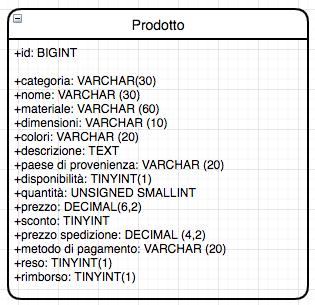 Prodotto
+id: BIGINT
+categoria: VARCHAR(30)
+nome: VARCHAR (30)
+materiale: VARCHAR (60)
+dimensioni: VARCHAR (10)
+colori: VARCHAR (20)
+descrizione: TEXT
+paese di provenienza: VARCHAR (20)
+disponibilità: TINYINT(1)
+quantità: UNSIGNED SMALLINT
+prezzo: DECIMAL(6,2)
+sconto: TINYINT
+prezzo spedizione: DECIMAL (4,2)
+metodo di pagamento: VARCHAR (20)
+reso: TINYINT(1)
+rimborso: TINYINT(1)